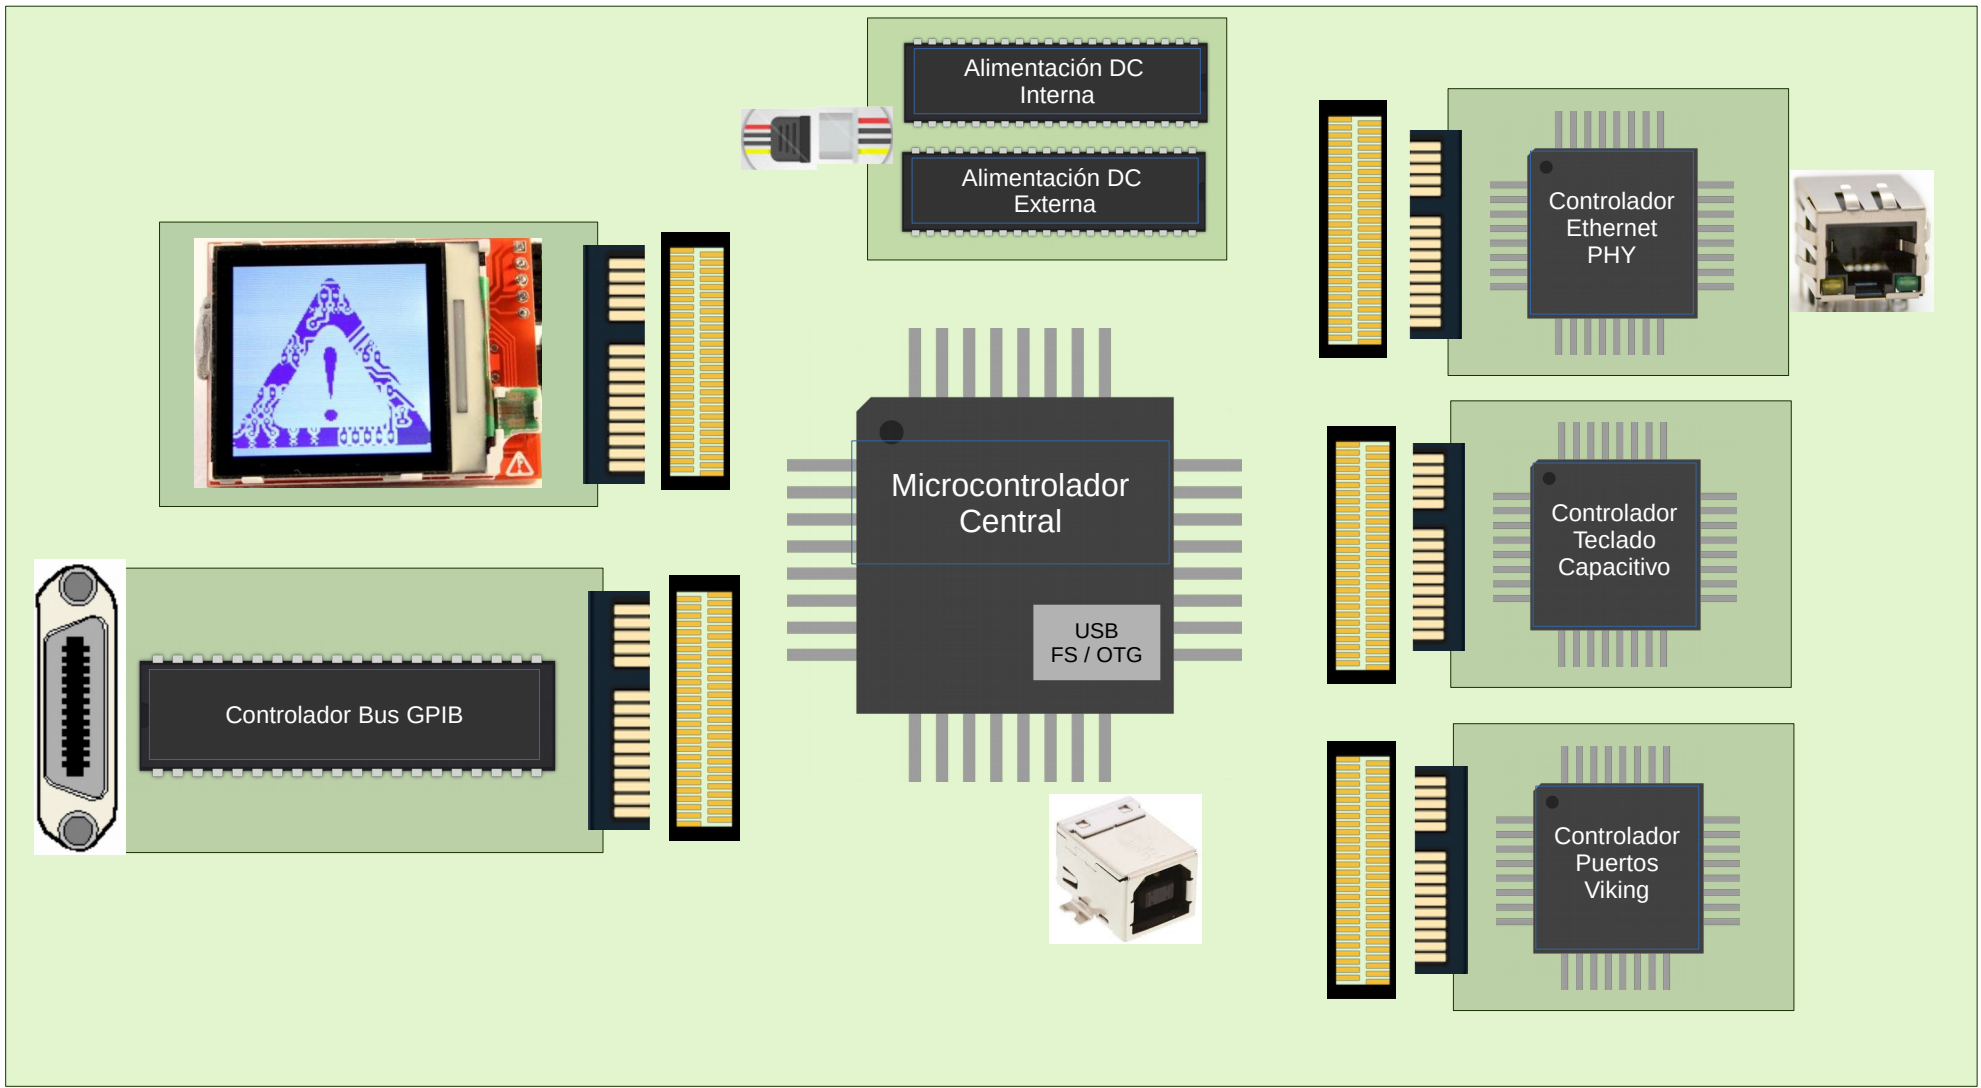 Alimentación DC
Interna
Alimentación DC
Externa
Controlador
Ethernet
PHY
Microcontrolador
Central
USB
FS / OTG
Controlador
Teclado
Capacitivo
Controlador Bus GPIB
Controlador
Puertos
Viking